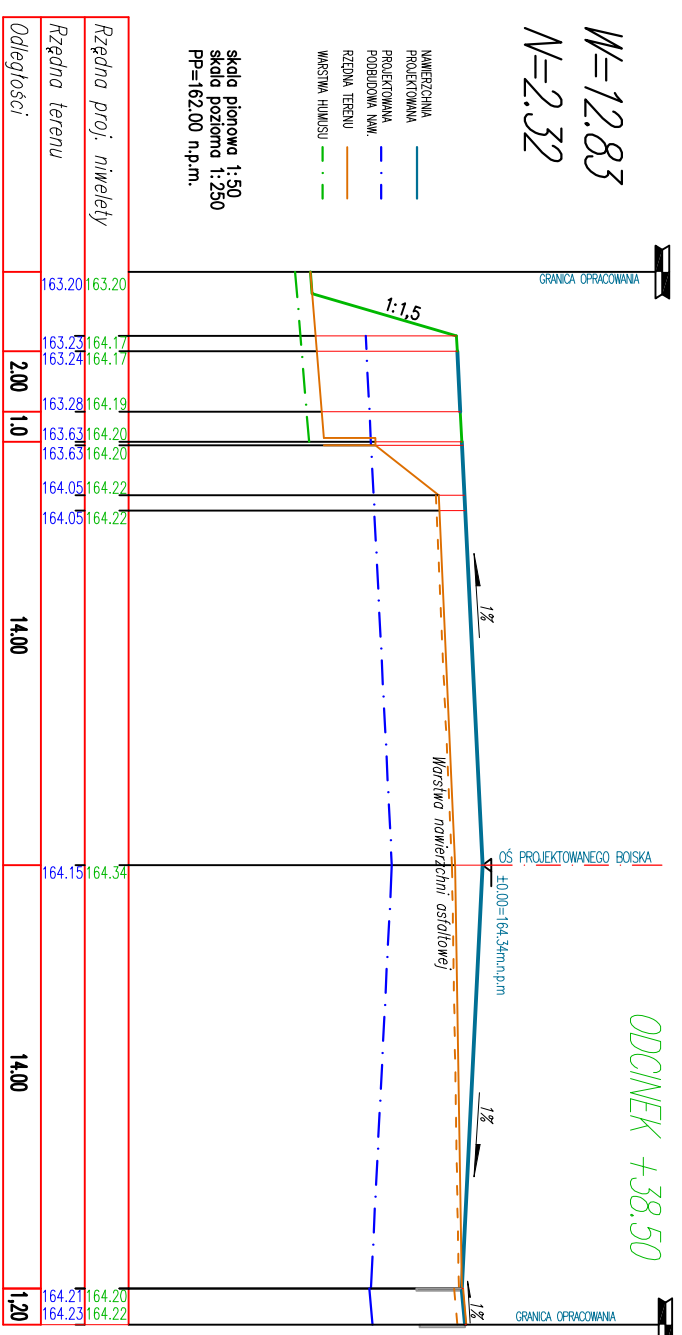 W=12.83
N=2.32
ODCINEK +38.50
GRANICA OPRACOWANIA
OŚ PROJEKTOWANEGO BOISKA
GRANICA OPRACOWANIA
±0.00=164.34m.n.p.m
1:1,5
1%
1%
1%
Warstwa nawierzchni asfaltowej
NAWIERZCHNIA
PROJEKTOWANA
PROJEKTOWANA
PODBUDOWA NAW.
RZĘDNA TERENU
WARSTWA HUMUSU
skala pionowa 1:50
skala pozioma 1:250
PP=162.00 n.p.m.
Rzędna proj. niwelety
163.20 164.17 164.17 164.19 164.20 164.20 164.22 164.22 164.34 164.20 164.22
Rzędna terenu
163.20 163.23 163.24 163.28 163.63 163.63 164.05 164.05 164.15 164.21 164.23
Odległości
2.00 1.0 14.00 14.00 1,20